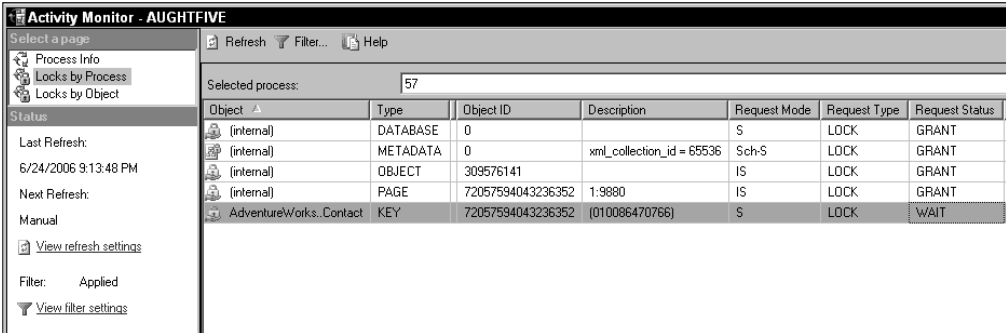 Activity Monitor - AUGHTFIVE
Select a page
Process Info
Locks by Process
Locks by Object
Status
Last Refresh:
6/24/2006 9:13:48 PM
Next Refresh:
Manual
View refresh settings
Filter: Applied
View filter settings
Refresh Filter... Help
Selected process: 57
Object Type Object ID Description Request Mode Request Type Request Status
(internal) DATABASE 0 S LOCK GRANT
(internal) METADATA 0 xml_collection_id = 65536 Sch-S LOCK GRANT
(internal) OBJECT 309576141 IS LOCK GRANT
(internal) PAGE 72057594043236352 1:9880 IS LOCK GRANT
AdventureWorks..Contact KEY 72057594043236352 (010086470766) S LOCK WAIT